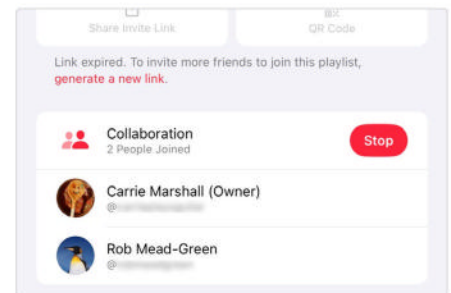 Share Invite Link
QR Code
Link expired. To invite more friends to join this playlist,
generate a new link.
Collaboration
2 People Joined
Stop
Carrie Marshall (Owner)
@
Rob Mead-Green
@